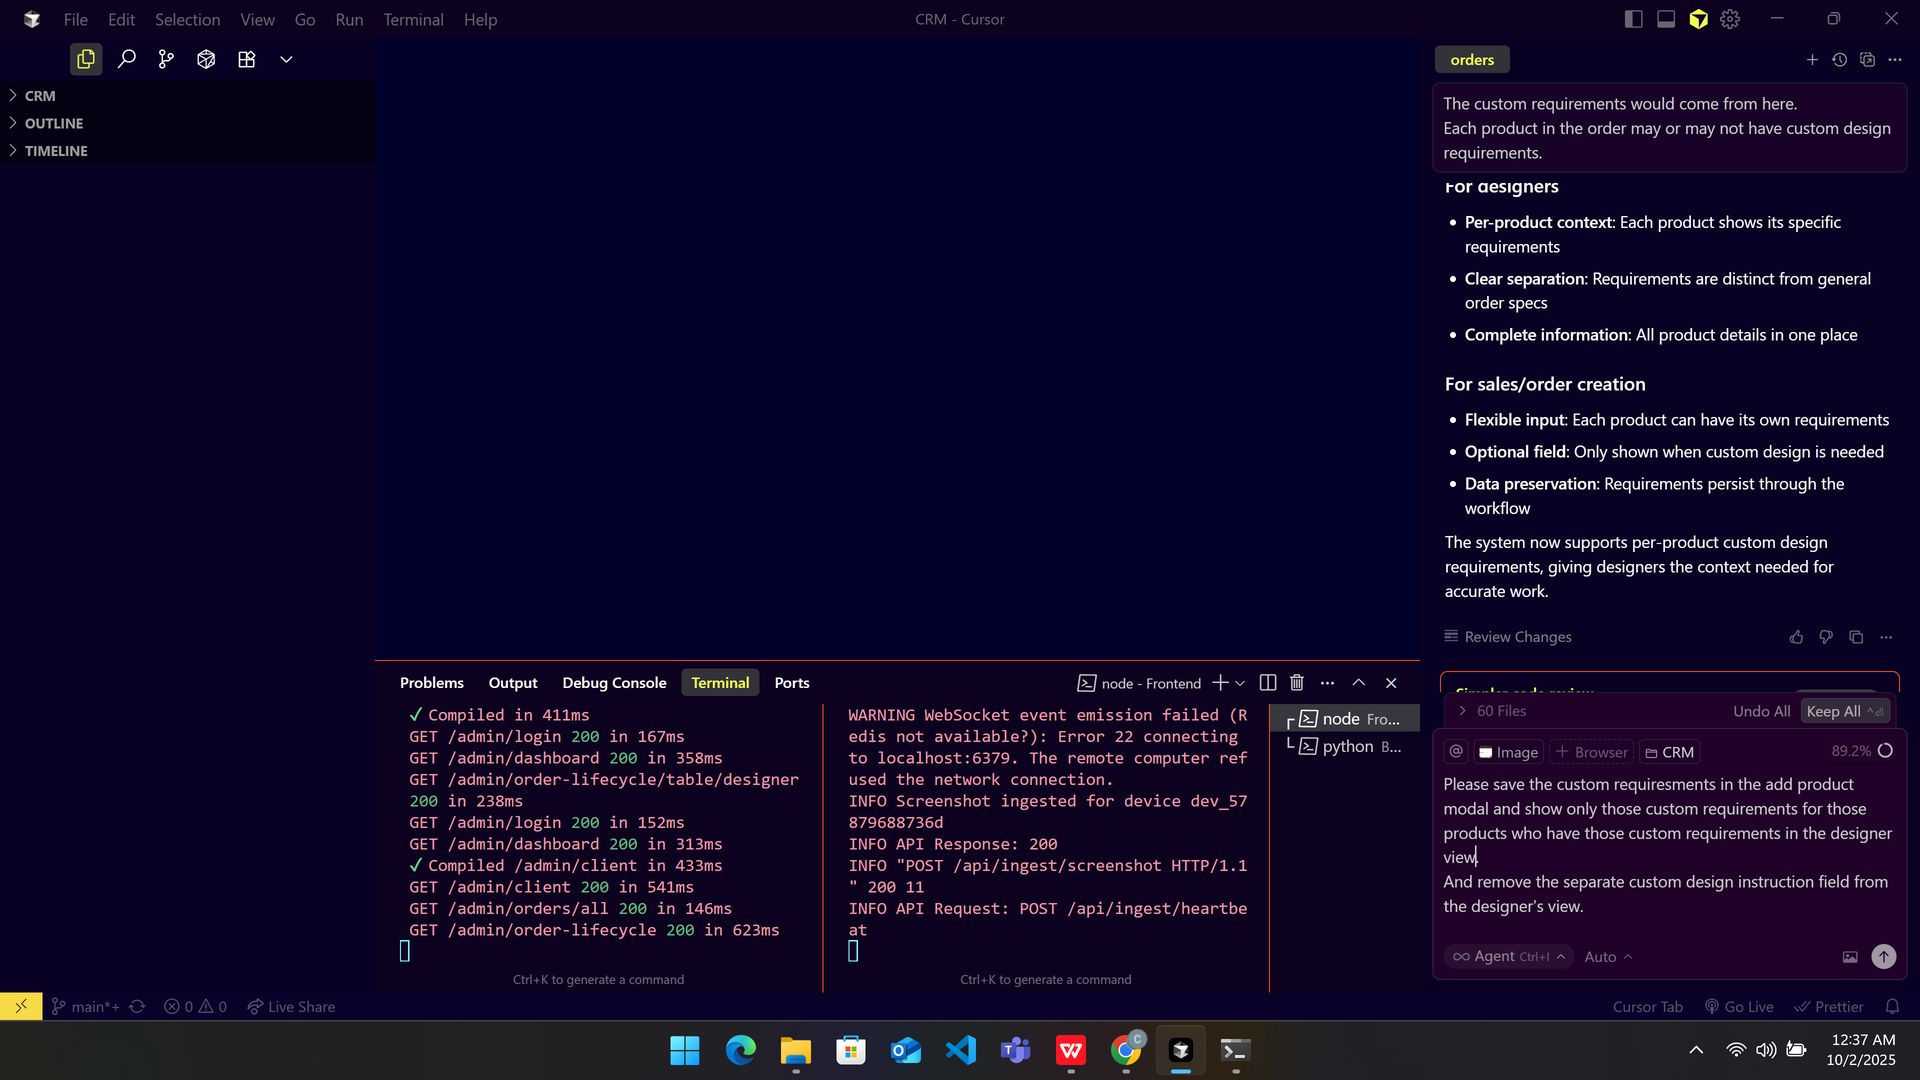 File Edit Selection View Go Run Terminal Help
CRM - Cursor
CRM
OUTLINE
TIMELINE
orders
The custom requirements would come from here.
Each product in the order may or may not have custom design
requirements.
For designers
• Per-product context: Each product shows its specific
requirements
• Clear separation: Requirements are distinct from general
order specs
• Complete information: All product details in one place
For sales/order creation
• Flexible input: Each product can have its own requirements
• Optional field: Only shown when custom design is needed
• Data preservation: Requirements persist through the
workflow
The system now supports per-product custom design
requirements, giving designers the context needed for
accurate work.
Review Changes
Simpler code review
60 Files Undo All Keep All
@ Image + Browser CRM 89.2%
Please save the custom requiresments in the add product
modal and show only those custom requirements for those
products who have those custom requirements in the designer
view.
And remove the separate custom design instruction field from
the designer's view.
Agent Ctrl+I Auto
Problems Output Debug Console Terminal Ports
node - Frontend
✓ Compiled in 411ms
GET /admin/login 200 in 167ms
GET /admin/dashboard 200 in 358ms
GET /admin/order-lifecycle/table/designer
200 in 238ms
GET /admin/login 200 in 152ms
GET /admin/dashboard 200 in 313ms
✓ Compiled /admin/client in 433ms
GET /admin/client 200 in 541ms
GET /admin/orders/all 200 in 146ms
GET /admin/order-lifecycle 200 in 623ms
Ctrl+K to generate a command
WARNING WebSocket event emission failed (R
edis not available?): Error 22 connecting
to localhost:6379. The remote computer ref
used the network connection.
INFO Screenshot ingested for device dev_57
879688736d
INFO API Response: 200
INFO "POST /api/ingest/screenshot HTTP/1.1
" 200 11
INFO API Request: POST /api/ingest/heartbe
at
Ctrl+K to generate a command
node Fro...
python B...
main*+ 0 0 Live Share
Cursor Tab Go Live Prettier
C
12:37 AM
10/2/2025